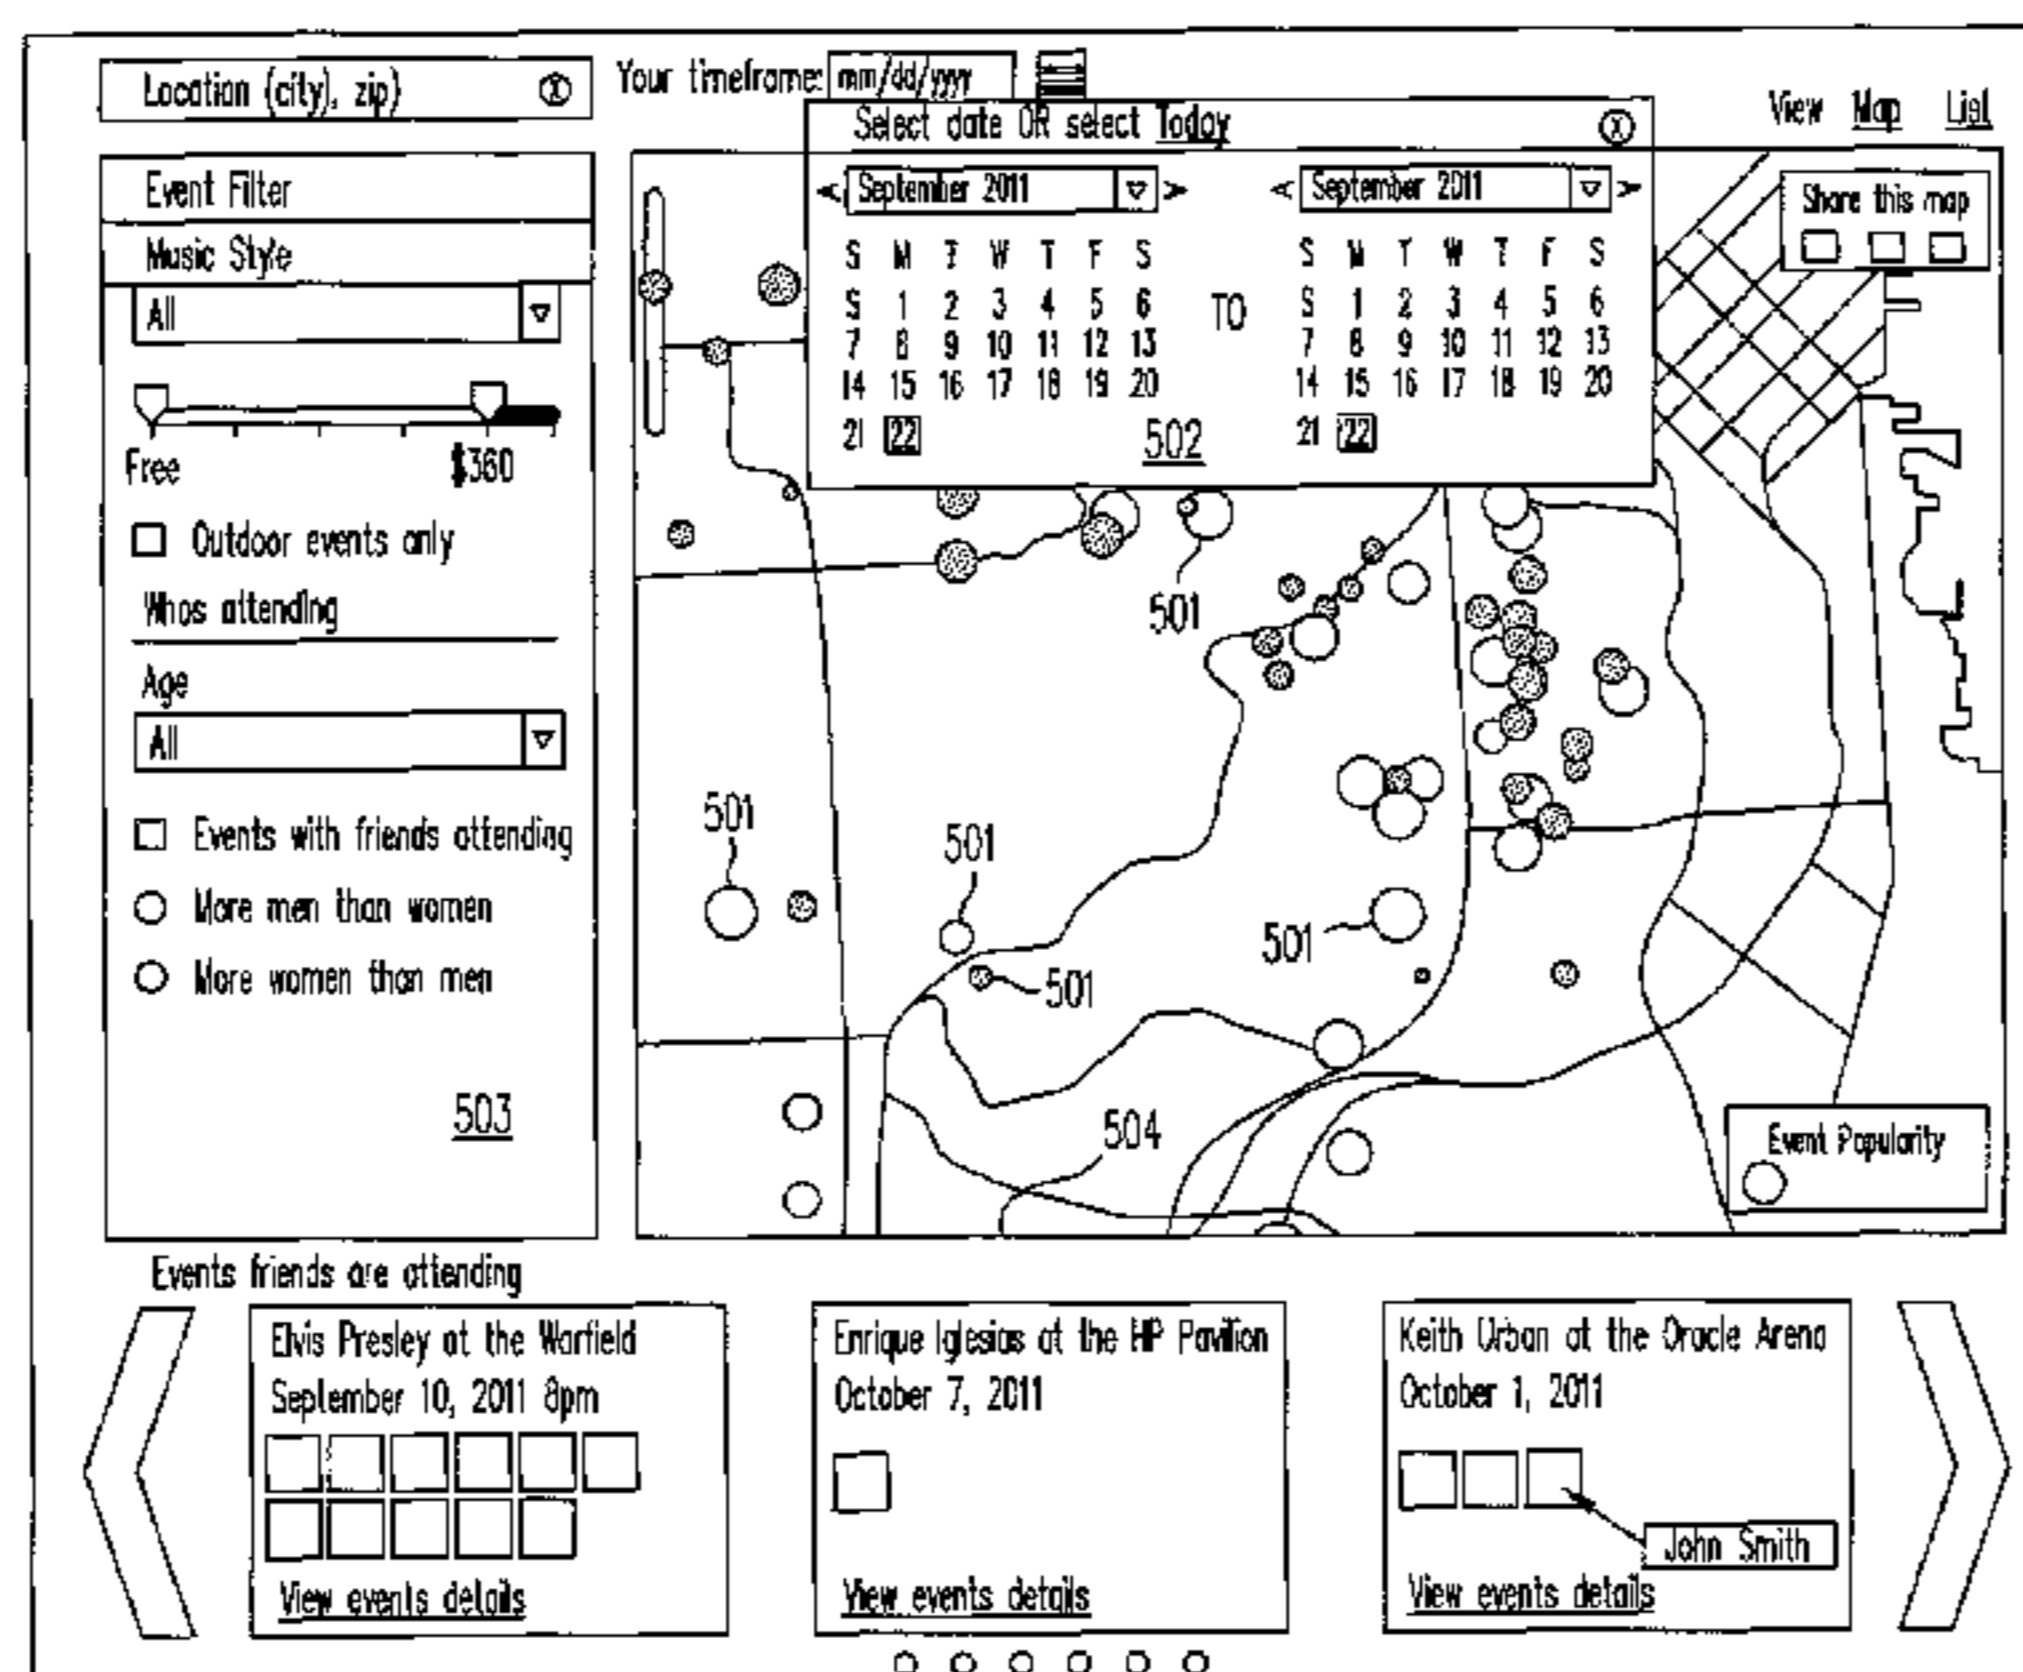 Location (city), zip)
Your timeframe: mm/dd/yyyy
View Map List
Select date OR select Today
Event Filter
Music Style
All
Free $360
Outdoor events only
Whos attending
Age
All
Events with friends attending
More men than women
More women than men
503
< September 2011 >
S M T W T F S
S 1 2 3 4 5 6
7 8 9 10 11 12 13
14 15 16 17 18 19 20
21 22
TO
< September 2011 >
S M T W T F S
S 1 2 3 4 5 6
7 8 9 10 11 12 13
14 15 16 17 18 19 20
21 22
502
Share this map
501
501
501
501
501
504
Event Popularity
Events friends are attending
Elvis Presley at the Warfield
September 10, 2011 8pm
View events details
Enrique Iglesias at the HP Pavilion
October 7, 2011
View events details
Keith Urban at the Oracle Arena
October 1, 2011
John Smith
View events details